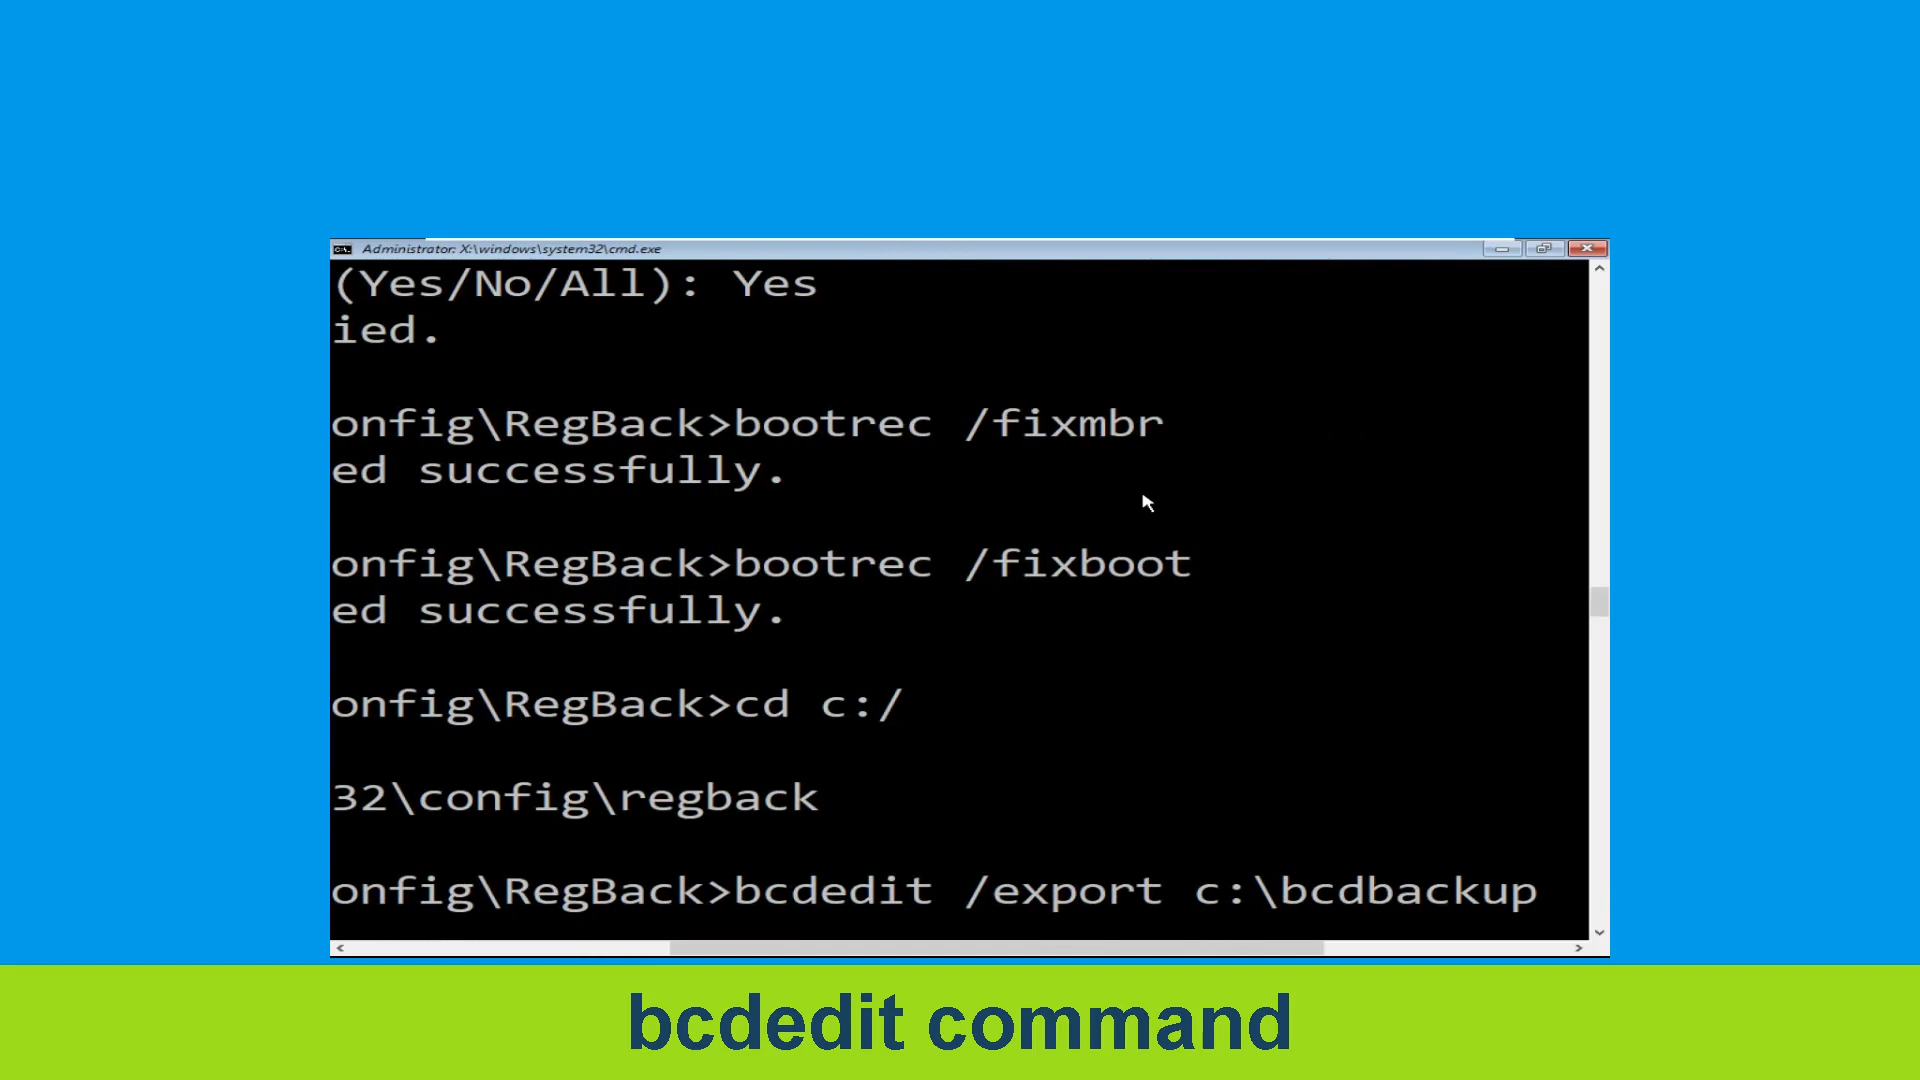 Administrator: X:\windows\system32\cmd.exe
(Yes/No/All): Yes
ied.
onfig\RegBack>bootrec /fixmbr
ed successfully.
onfig\RegBack>bootrec /fixboot
ed successfully.
onfig\RegBack>cd c:/
32\config\regback
onfig\RegBack>bcdedit /export c:\bcdbackup
bcdedit command